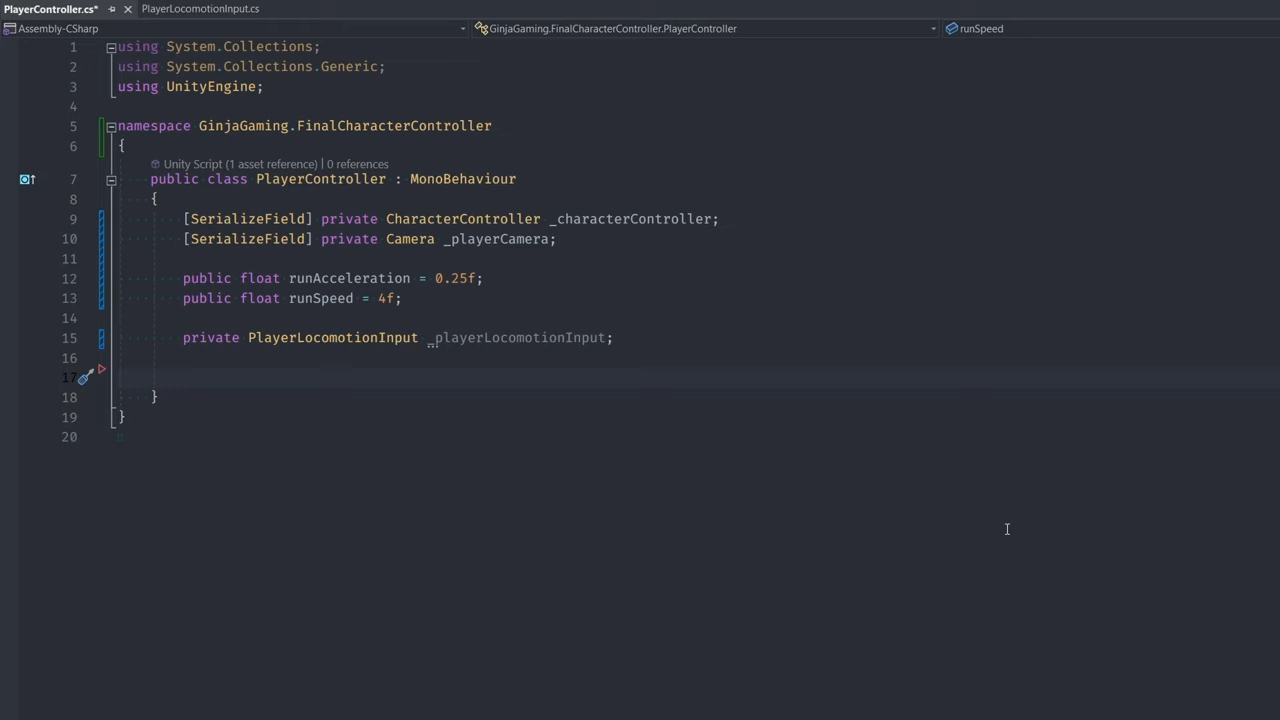 PlayerController.cs* PlayerLocomotionInput.cs
Assembly-CSharp GinjaGaming.FinalCharacterController.PlayerController runSpeed
1 using System.Collections;
2 using System.Collections.Generic;
3 using UnityEngine;
4
5 namespace GinjaGaming.FinalCharacterController
6 {
Unity Script (1 asset reference) | 0 references
7 public class PlayerController : MonoBehaviour
8 {
9 [SerializeField] private CharacterController _characterController;
10 [SerializeField] private Camera _playerCamera;
11
12 public float runAcceleration = 0.25f;
13 public float runSpeed = 4f;
14
15 private PlayerLocomotionInput _playerLocomotionInput;
16
17
18 }
19 }
20